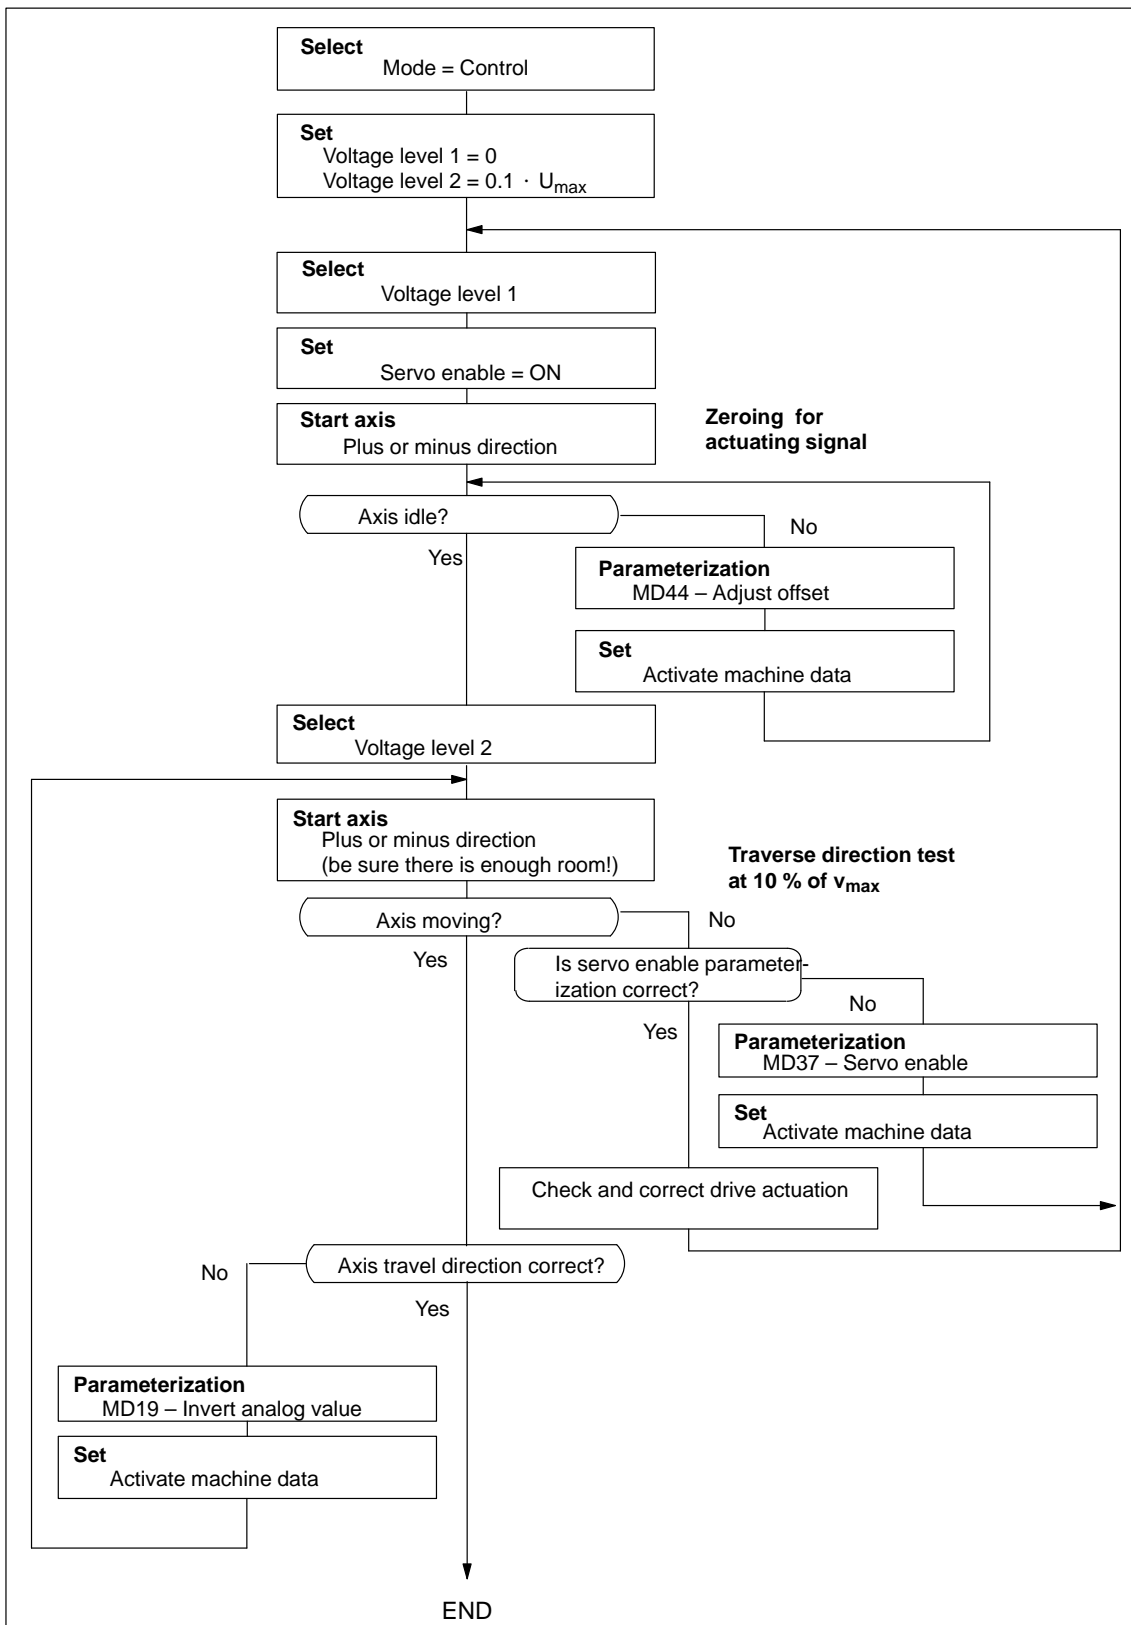 Select
Mode = Control
Set
Voltage level 1 = 0
Voltage level 2 = 0.1 · Umax
Select
Voltage level 1
Set
Servo enable = ON
Start axis
Plus or minus direction
Zeroing for
actuating signal
Axis idle?
No
Yes
Parameterization
MD44 – Adjust offset
Set
Activate machine data
Select
Voltage level 2
Start axis
Plus or minus direction
(be sure there is enough room!)
Traverse direction test
at 10 % of vmax
Axis moving?
No
Yes
Is servo enable parameter-
ization correct?
No
Yes
Parameterization
MD37 – Servo enable
Set
Activate machine data
Check and correct drive actuation
Axis travel direction correct?
No
Yes
Parameterization
MD19 – Invert analog value
Set
Activate machine data
END